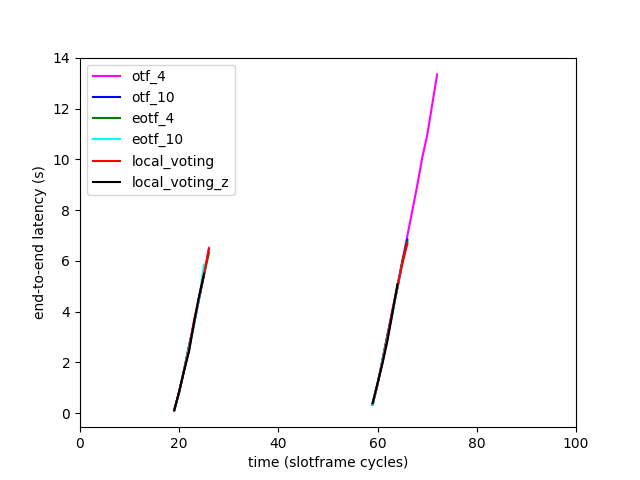 14
12
10
8
6
4
2
0
end-to-end latency (s)
otf_4
otf_10
eotf_4
eotf_10
local_voting
local_voting_z
0 20 40 60 80 100
time (slotframe cycles)